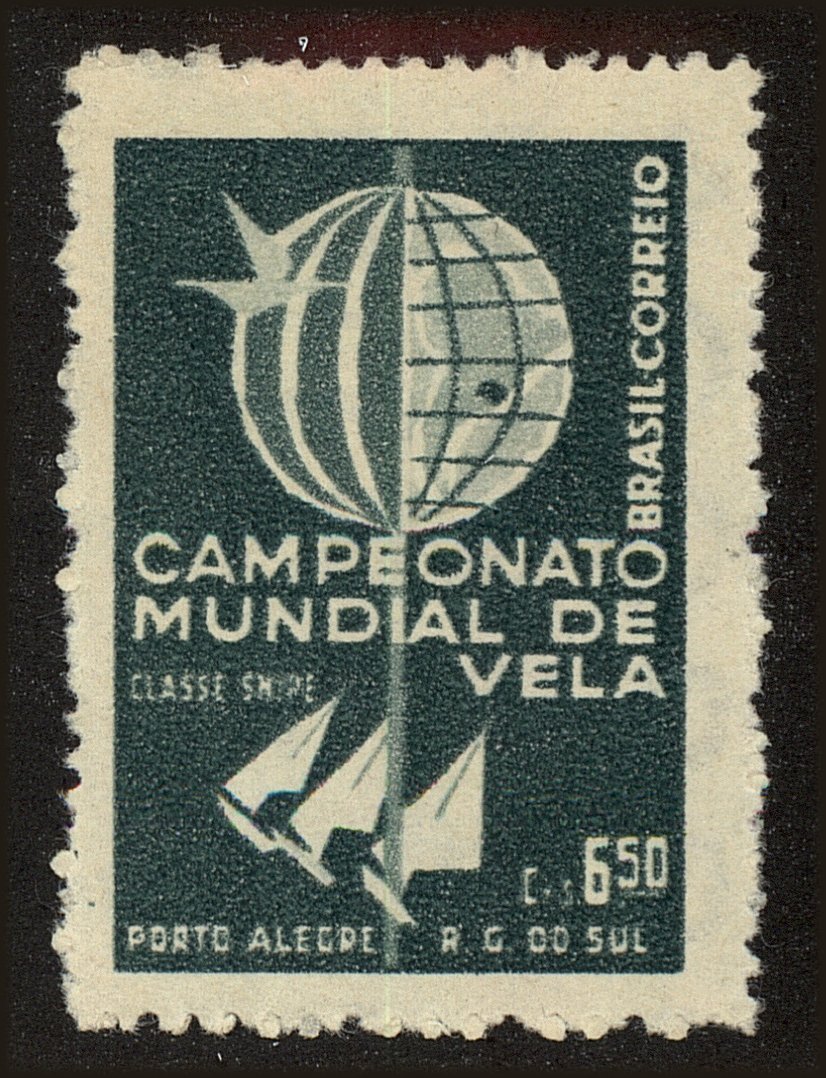 BRASIL CORREIO
CAMPEONATO
MUNDIAL DE
VELA
CLASSE SNIPE
Cr$. 6.50
PORTO ALEGRE R. G. DO SUL